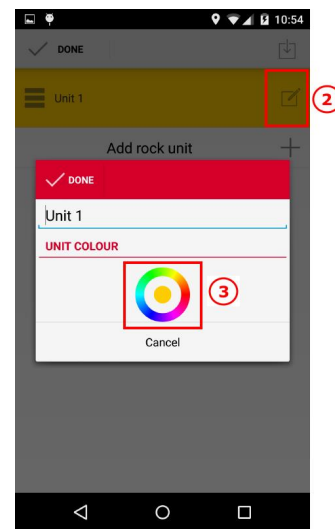 10:54
DONE
Unit 1
2
Add rock unit
DONE
Unit 1
UNIT COLOUR
3
Cancel